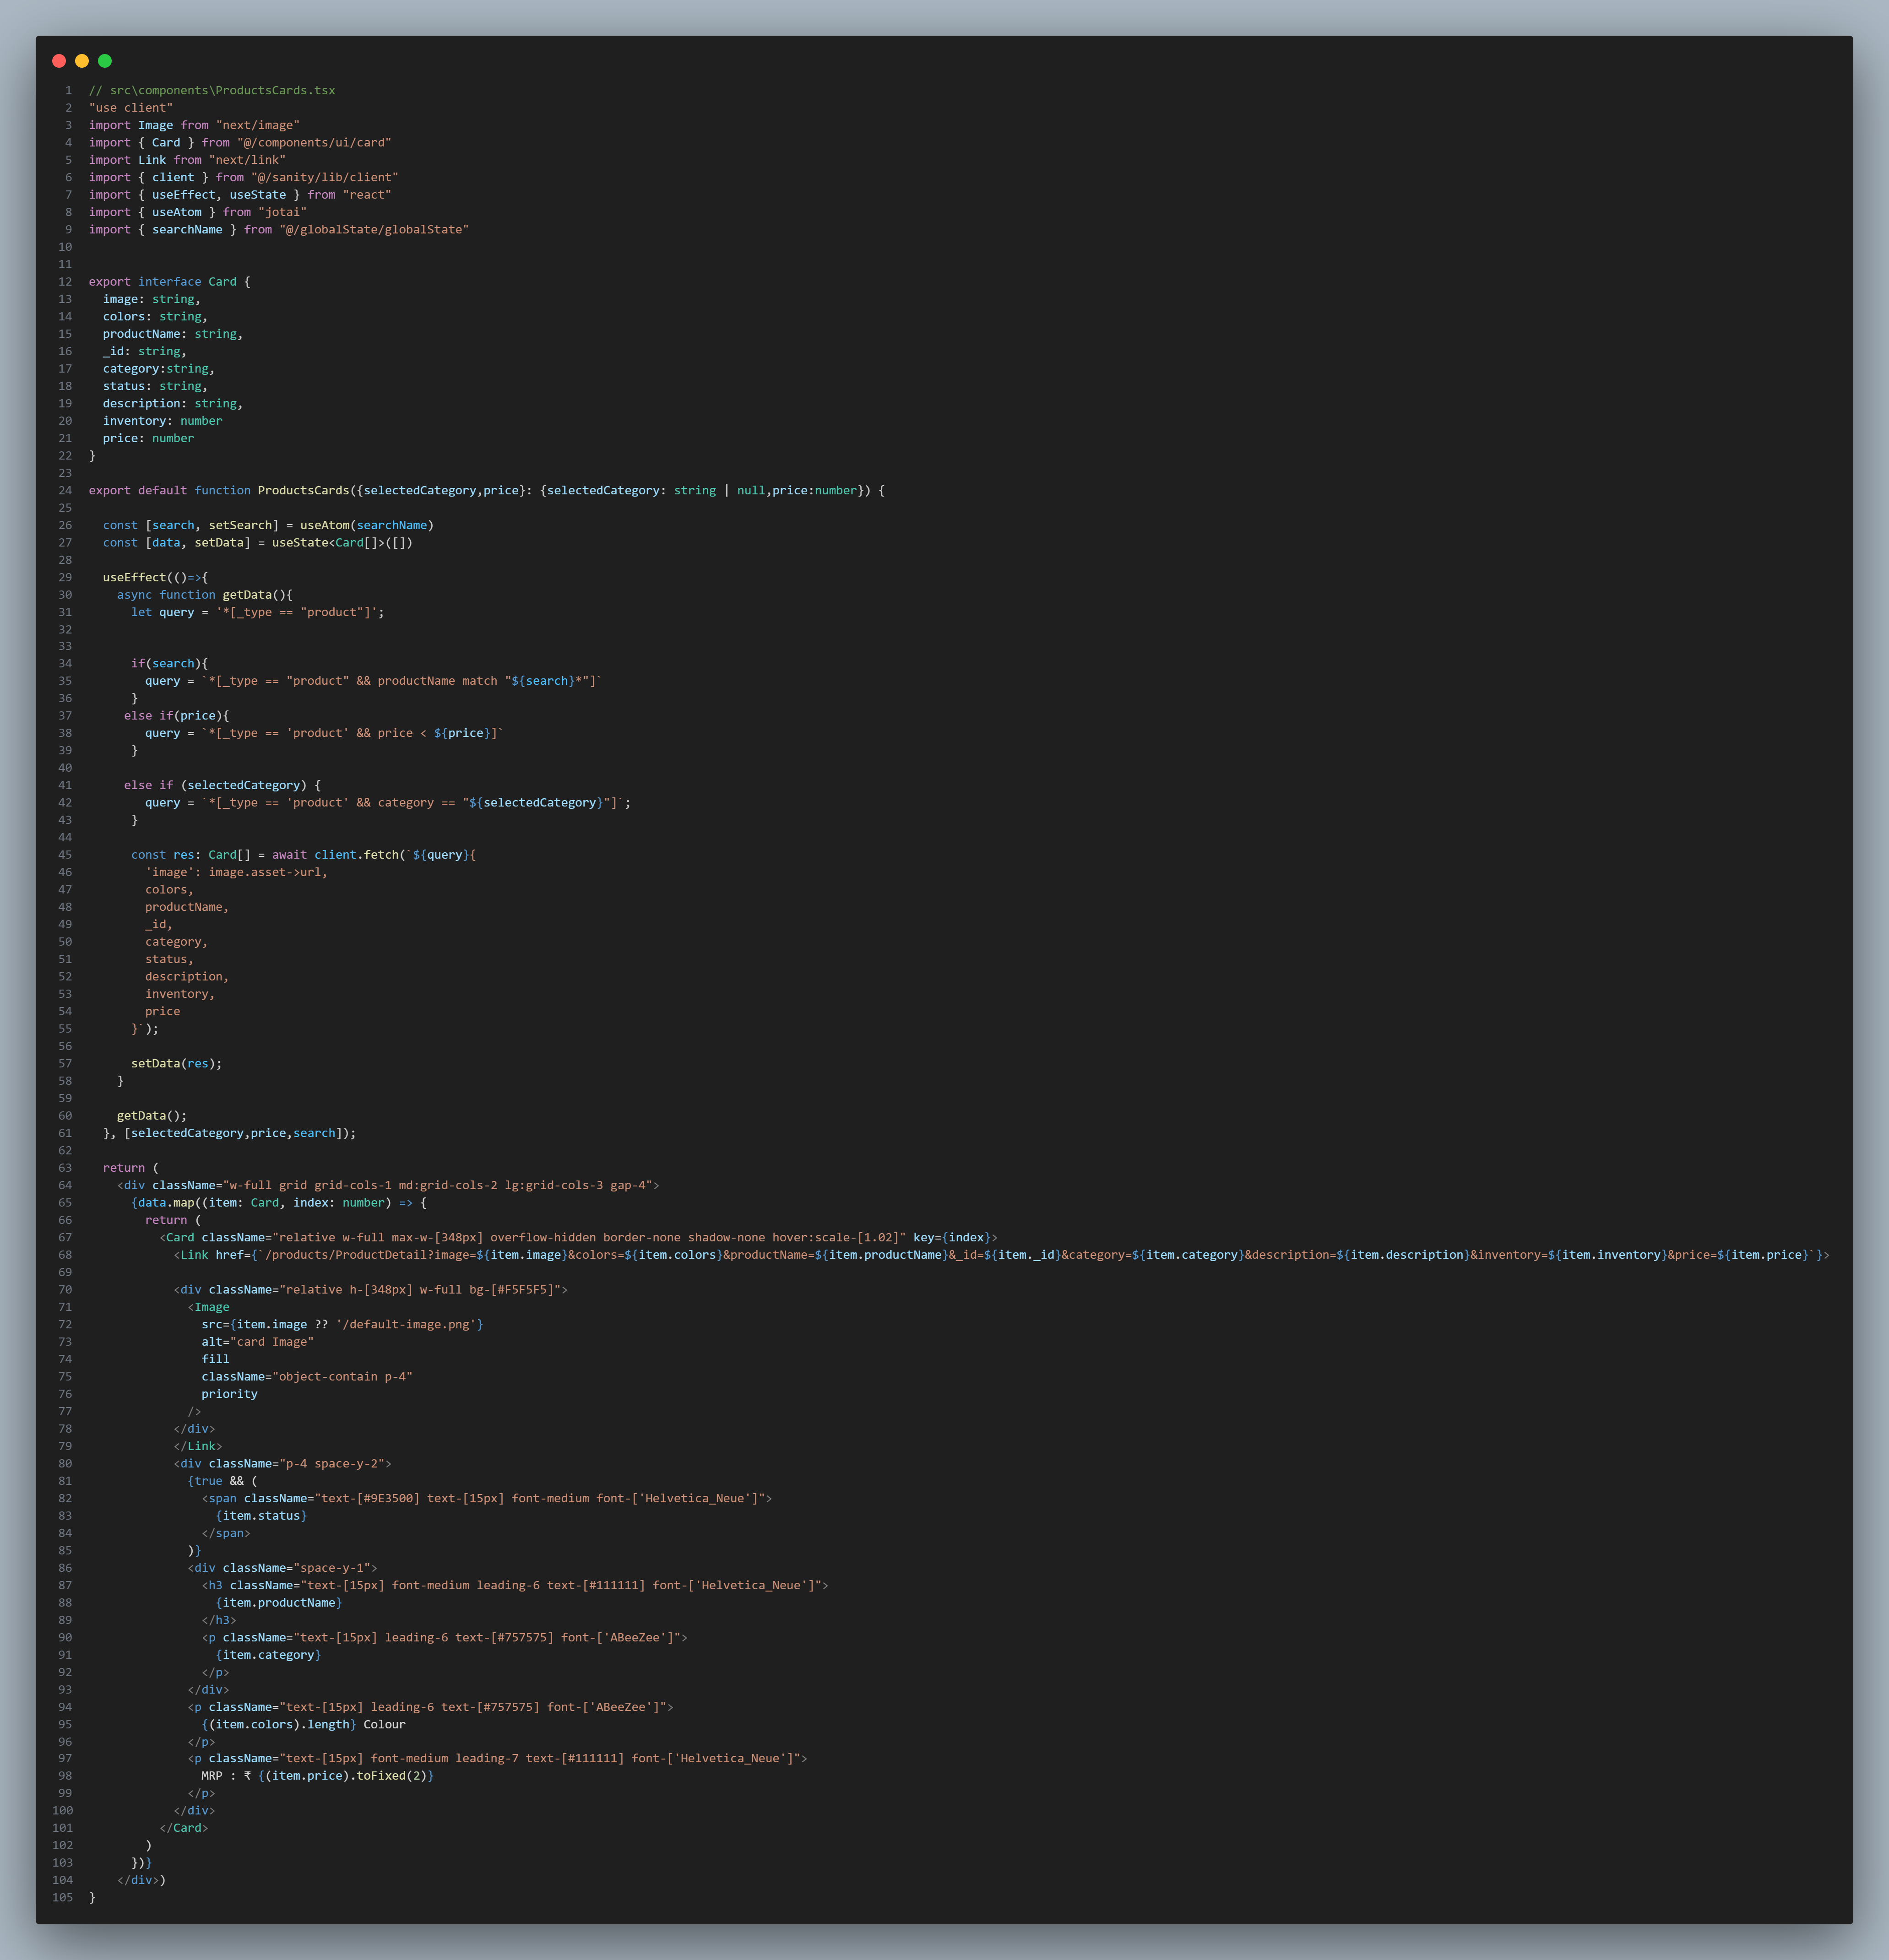 1 // src\components\ProductsCards.tsx
2 "use client"
3 import Image from "next/image"
4 import { Card } from "@/components/ui/card"
5 import Link from "next/link"
6 import { client } from "@/sanity/lib/client"
7 import { useEffect, useState } from "react"
8 import { useAtom } from "jotai"
9 import { searchName } from "@/globalState/globalState"
10
11
12 export interface Card {
13   image: string,
14   colors: string,
15   productName: string,
16   _id: string,
17   category:string,
18   status: string,
19   description: string,
20   inventory: number
21   price: number
22 }
23
24 export default function ProductsCards({selectedCategory,price}: {selectedCategory: string | null,price:number}) {
25
26   const [search, setSearch] = useAtom(searchName)
27   const [data, setData] = useState<Card[]>([])
28
29   useEffect(()=>{
30     async function getData(){
31       let query = '*[_type == "product"]';
32
33
34       if(search){
35         query = `*[_type == "product" && productName match "${search}*"]`
36       }
37      else if(price){
38         query = `*[_type == 'product' && price < ${price}]`
39       }
40
41      else if (selectedCategory) {
42         query = `*[_type == 'product' && category == "${selectedCategory}"]`;
43       }
44
45       const res: Card[] = await client.fetch(`${query}{
46         'image': image.asset->url,
47         colors,
48         productName,
49         _id,
50         category,
51         status,
52         description,
53         inventory,
54         price
55       }`);
56
57       setData(res);
58     }
59
60     getData();
61   }, [selectedCategory,price,search]);
62
63   return (
64     <div className="w-full grid grid-cols-1 md:grid-cols-2 lg:grid-cols-3 gap-4">
65       {data.map((item: Card, index: number) => {
66         return (
67           <Card className="relative w-full max-w-[348px] overflow-hidden border-none shadow-none hover:scale-[1.02]" key={index}>
68             <Link href={`/products/ProductDetail?image=${item.image}&colors=${item.colors}&productName=${item.productName}&_id=${item._id}&category=${item.category}&description=${item.description}&inventory=${item.inventory}&price=${item.price}`}>
69
70             <div className="relative h-[348px] w-full bg-[#F5F5F5]">
71               <Image
72                 src={item.image ?? '/default-image.png'}
73                 alt="card Image"
74                 fill
75                 className="object-contain p-4"
76                 priority
77               />
78             </div>
79             </Link>
80             <div className="p-4 space-y-2">
81               {true && (
82                 <span className="text-[#9E3500] text-[15px] font-medium font-['Helvetica_Neue']">
83                   {item.status}
84                 </span>
85               )}
86               <div className="space-y-1">
87                 <h3 className="text-[15px] font-medium leading-6 text-[#111111] font-['Helvetica_Neue']">
88                   {item.productName}
89                 </h3>
90                 <p className="text-[15px] leading-6 text-[#757575] font-['ABeeZee']">
91                   {item.category}
92                 </p>
93               </div>
94               <p className="text-[15px] leading-6 text-[#757575] font-['ABeeZee']">
95                 {(item.colors).length} Colour
96               </p>
97               <p className="text-[15px] font-medium leading-7 text-[#111111] font-['Helvetica_Neue']">
98                 MRP : ₹ {(item.price).toFixed(2)}
99               </p>
100             </div>
101           </Card>
102         )
103       })}
104     </div>)
105 }